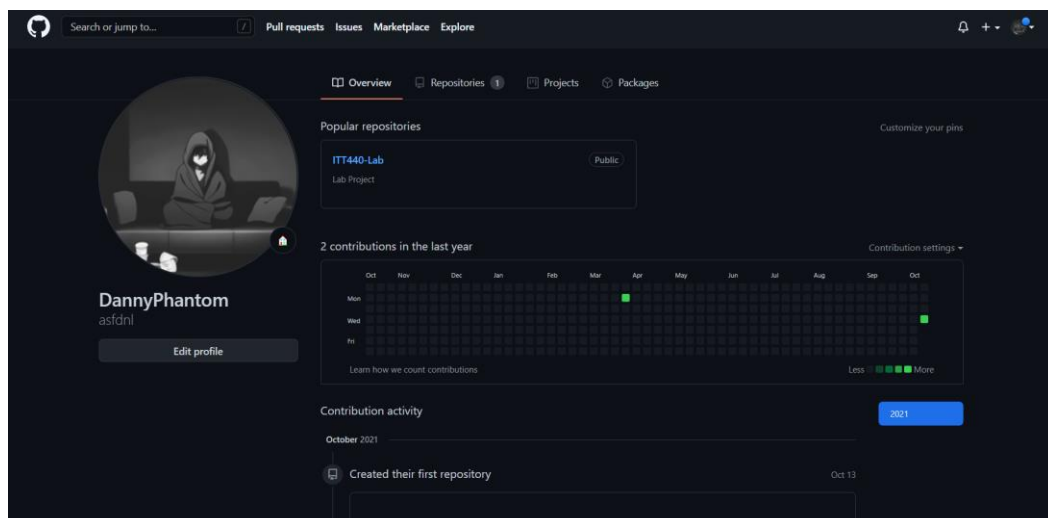 Search or jump to... /
Pull requests Issues Marketplace Explore
Overview Repositories 1 Projects Packages
Popular repositories Customize your pins
ITT440-Lab Public
Lab Project
2 contributions in the last year Contribution settings
Oct Nov Dec Jan Feb Mar Apr May Jun Jul Aug Sep Oct
Mon
Wed
Fri
Learn how we count contributions Less More
DannyPhantom
asfdnl
Edit profile
Contribution activity 2021
October 2021
Created their first repository Oct 13